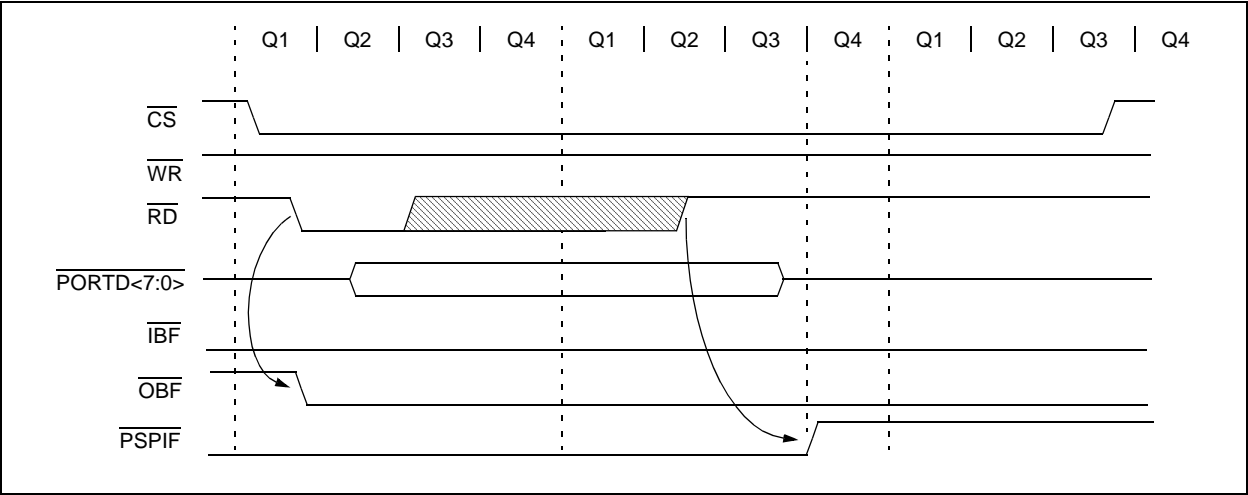 Q1 | Q2 | Q3 | Q4 Q1 | Q2 | Q3 Q4 Q1 | Q2 | Q3 | Q4
CS
WR
RD
PORTD<7:0>
IBF
OBF
PSPIF